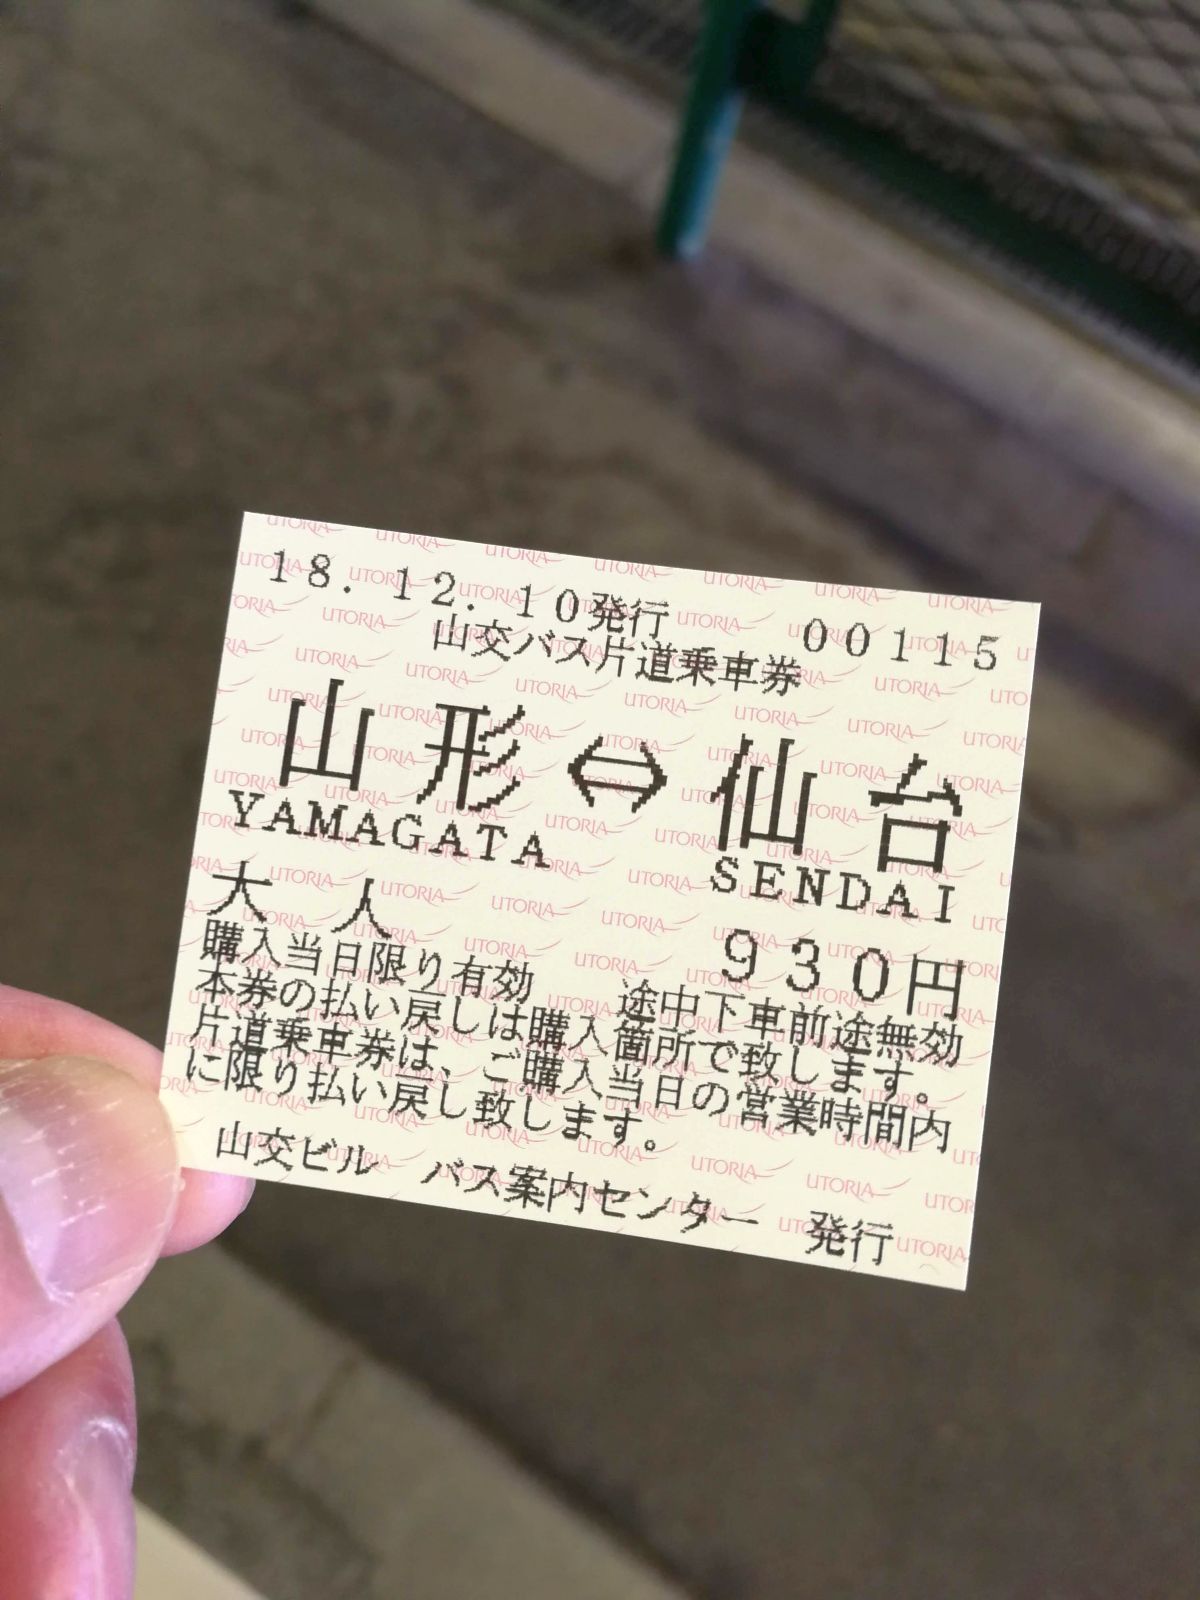 18.12.10発行 00115
山交バス片道乗車券
山形⇔仙台
YAMAGATA SENDAI
大人 930円
購入当日限り有効 途中下車前途無効
本券の払い戻しは購入箇所で致します。
片道乗車券は、ご購入当日の営業時間内
に限り払い戻し致します。
山交ビル バス案内センター 発行
UTORIA